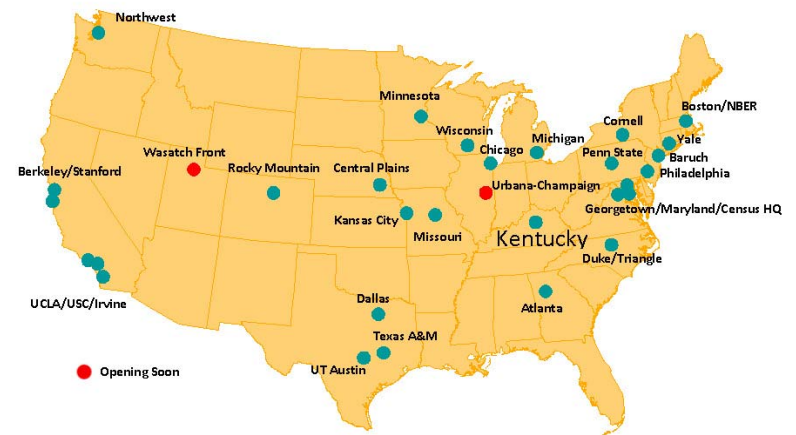 Northwest
Minnesota
Boston/NBER
Cornell
Wisconsin
Michigan
Yale
Chicago
Wasatch Front
Penn State
Baruch
Berkeley/Stanford
Rocky Mountain
Central Plains
Philadelphia
Urbana-Champaign
Georgetown/Maryland/Census HQ
Kansas City
Missouri
Kentucky
Duke/Triangle
UCLA/USC/Irvine
Dallas
Atlanta
Texas A&M
UT Austin
Opening Soon